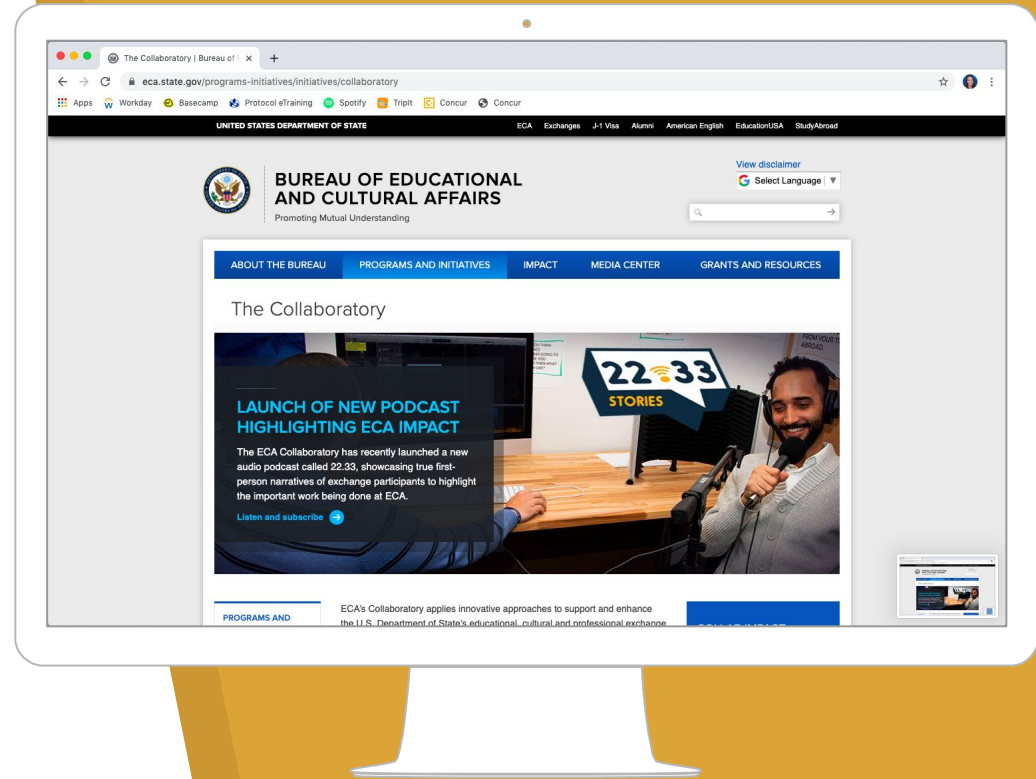 The Collaboratory | Bureau of E
eca.state.gov/programs-initiatives/initiatives/collaboratory
Apps Workday Basecamp Protocol eTraining Spotify TripIt Concur Concur
UNITED STATES DEPARTMENT OF STATE ECA Exchanges J-1 Visa Alumni American English EducationUSA StudyAbroad
View disclaimer
Select Language
BUREAU OF EDUCATIONAL
AND CULTURAL AFFAIRS
Promoting Mutual Understanding
ABOUT THE BUREAU PROGRAMS AND INITIATIVES IMPACT MEDIA CENTER GRANTS AND RESOURCES
The Collaboratory
FROM YOUR
ABROAD.
22 33
STORIES
LAUNCH OF NEW PODCAST
HIGHLIGHTING ECA IMPACT
The ECA Collaboratory has recently launched a new
audio podcast called 22.33, showcasing true first-
person narratives of exchange participants to highlight
the important work being done at ECA.
Listen and subscribe
PROGRAMS AND
ECA's Collaboratory applies innovative approaches to support and enhance
the U.S. Department of State's educational, cultural and professional exchange